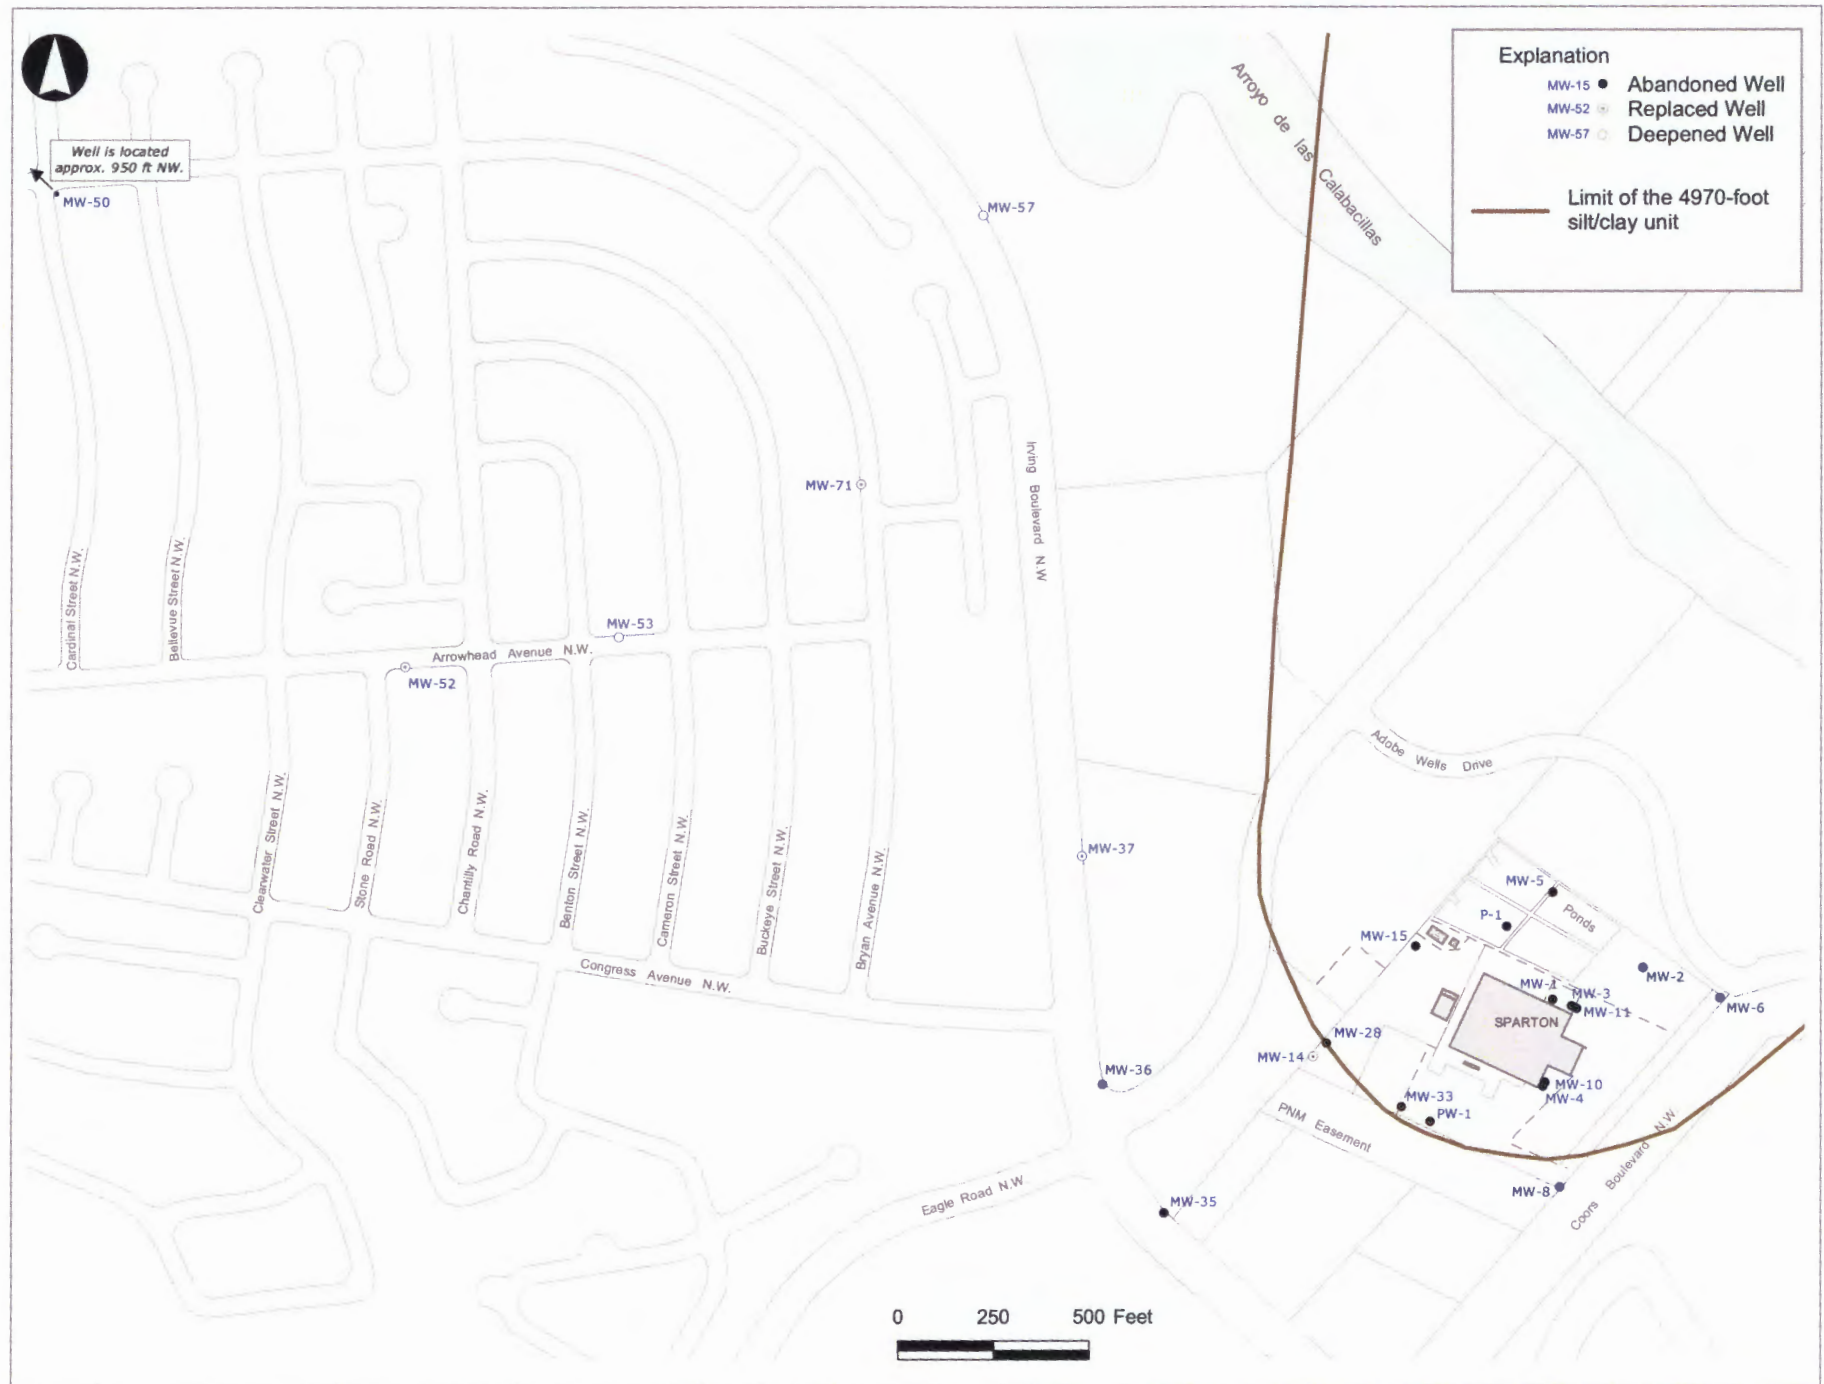 Explanation
MW-15 Abandoned Well
MW-52 Replaced Well
MW-57 Deepened Well
Limit of the 4970-foot
silt/clay unit
Arroyo de las Calabacillas
Well is located
approx. 950 ft NW.
MW-50
MW-57
MW-71
Irving Boulevard N.W
Cardinal Street N.W.
Bellevue Street N.W.
MW-53
Arrowhead Avenue N.W.
MW-52
Adobe Wells Drive
Clearwater Street N.W.
Stone Road N.W.
Chantilly Road N.W.
Benton Street N.W.
Cameron Street N.W.
Buckeye Street N.W.
Bryan Avenue N.W.
MW-37
MW-5
Ponds
P-1
MW-15
Congress Avenue N.W.
MW-2
MW-1
MW-3
MW-6
MW-11
SPARTON
MW-28
MW-14
MW-36
MW-10
MW-4
MW-33
PW-1
PNM Easement
Coors Boulevard N.W
MW-8
Eagle Road N.W
MW-35
0 250 500 Feet